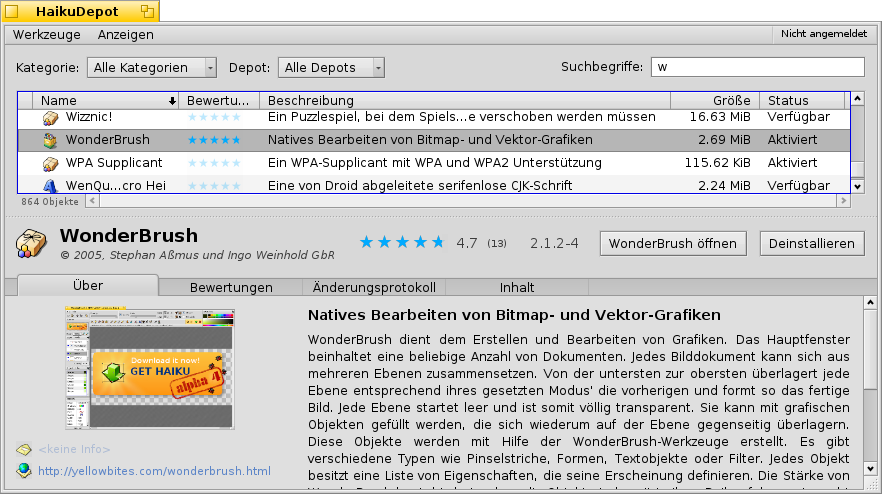 HaikuDepot
Werkzeuge Anzeigen Nicht angemeldet
Kategorie: Alle Kategorien Depot: Alle Depots Suchbegriffe: w
Name Bewertu... Beschreibung Größe Status
Wizznic! Ein Puzzlespiel, bei dem Spiels...e verschoben werden müssen 16.63 MiB Verfügbar
WonderBrush Natives Bearbeiten von Bitmap- und Vektor-Grafiken 2.69 MiB Aktiviert
WPA Supplicant Ein WPA-Supplicant mit WPA und WPA2 Unterstützung 115.62 KiB Aktiviert
WenQu...cro Hei Eine von Droid abgeleitete serifenlose CJK-Schrift 2.24 MiB Verfügbar
864 Objekte
WonderBrush
© 2005, Stephan Aßmus und Ingo Weinhold GbR
4.7 (13) 2.1.2-4 WonderBrush öffnen Deinstallieren
Über Bewertungen Änderungsprotokoll Inhalt
Download it now!
GET HAIKU
alpha 4
<keine Info>
http://yellowbites.com/wonderbrush.html
Natives Bearbeiten von Bitmap- und Vektor-Grafiken
WonderBrush dient dem Erstellen und Bearbeiten von Grafiken. Das Hauptfenster
beinhaltet eine beliebige Anzahl von Dokumenten. Jedes Bilddokument kann sich aus
mehreren Ebenen zusammensetzen. Von der untersten zur obersten überlagert jede
Ebene entsprechend ihres gesetzten Modus' die vorherigen und formt so das fertige
Bild. Jede Ebene startet leer und ist somit völlig transparent. Sie kann mit grafischen
Objekten gefüllt werden, die sich wiederum auf der Ebene gegenseitig überlagern.
Diese Objekte werden mit Hilfe der WonderBrush-Werkzeuge erstellt. Es gibt
verschiedene Typen wie Pinselstriche, Formen, Textobjekte oder Filter. Jedes Objekt
besitzt eine Liste von Eigenschaften, die seine Erscheinung definieren. Die Stärke von